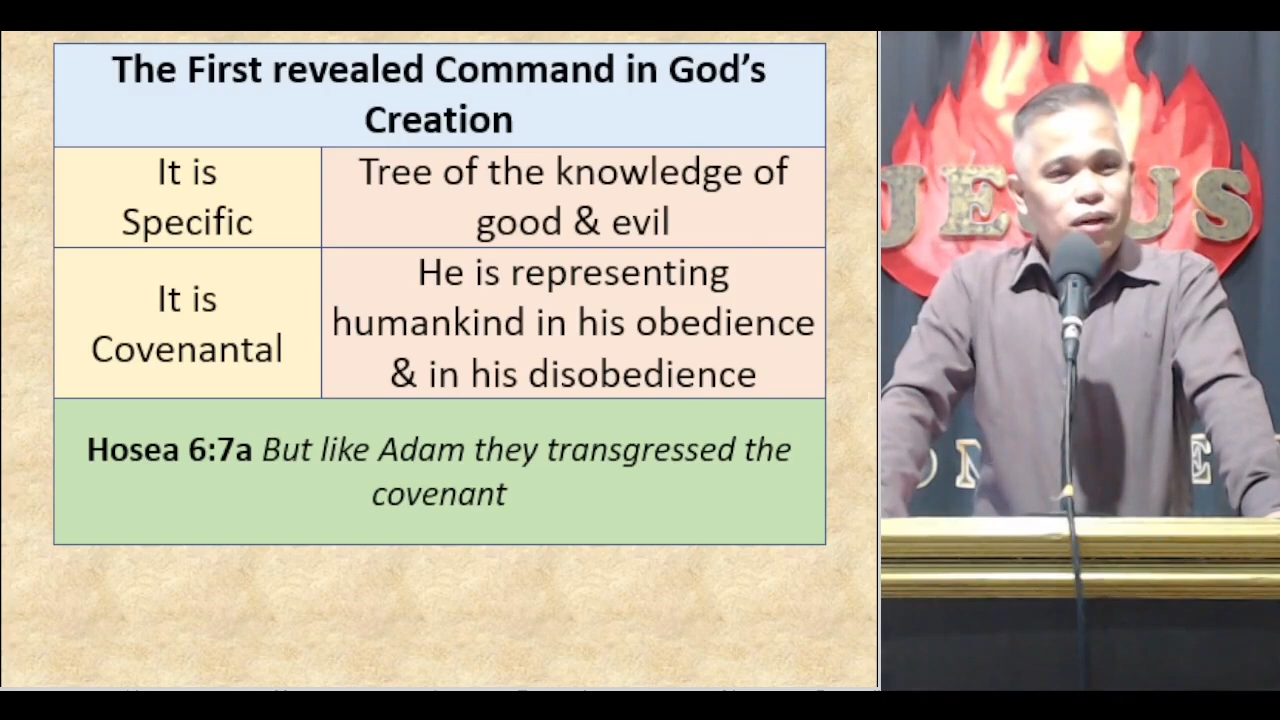 The First revealed Command in God's
Creation
It is
Specific
Tree of the knowledge of
good & evil
It is
Covenantal
He is representing
humankind in his obedience
& in his disobedience
Hosea 6:7a But like Adam they transgressed the
covenant